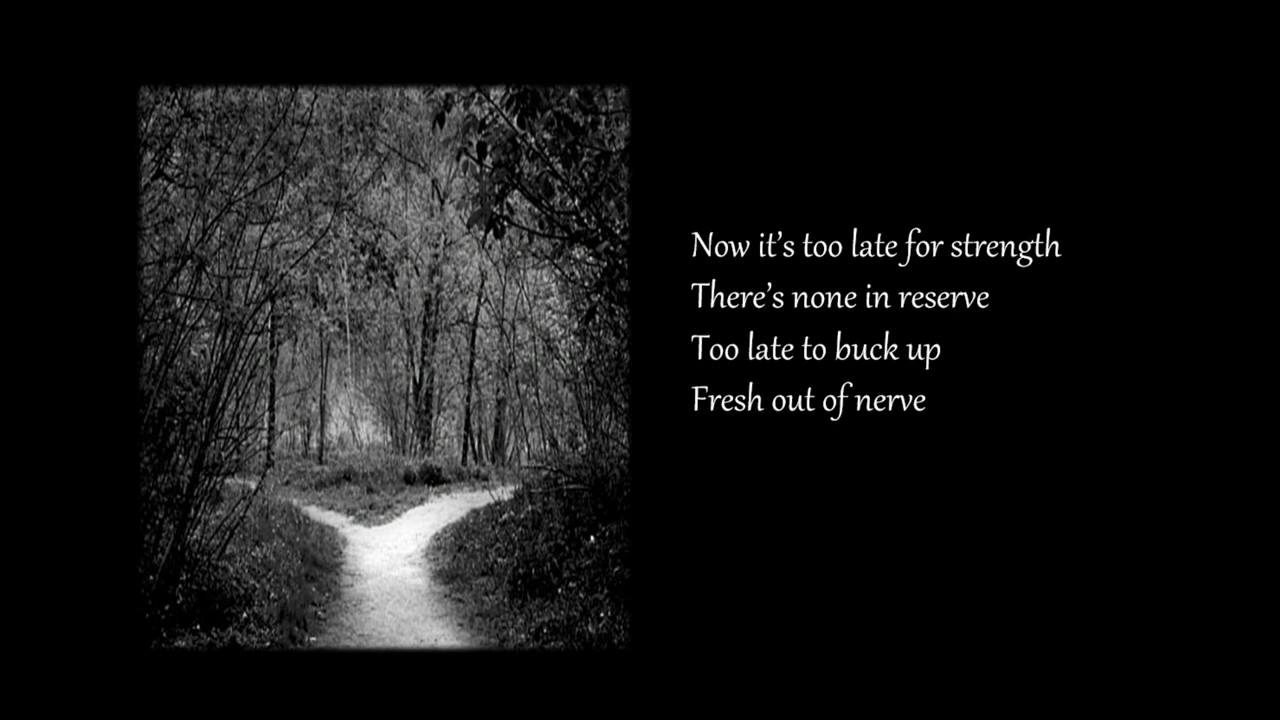 Now it’s too late for strength
There’s none in reserve
Too late to buck up
Fresh out of nerve